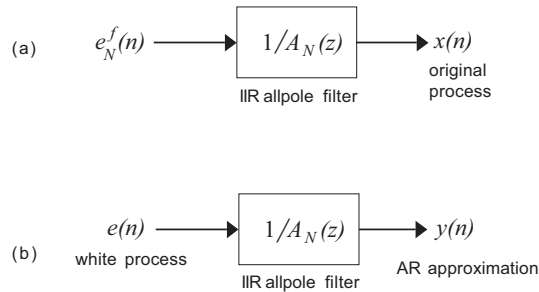 (a) e_N^f(n) 1/A_N(z) x(n)
IIR allpole filter
original
process
(b) e(n) 1/A_N(z) y(n)
white process IIR allpole filter AR approximation